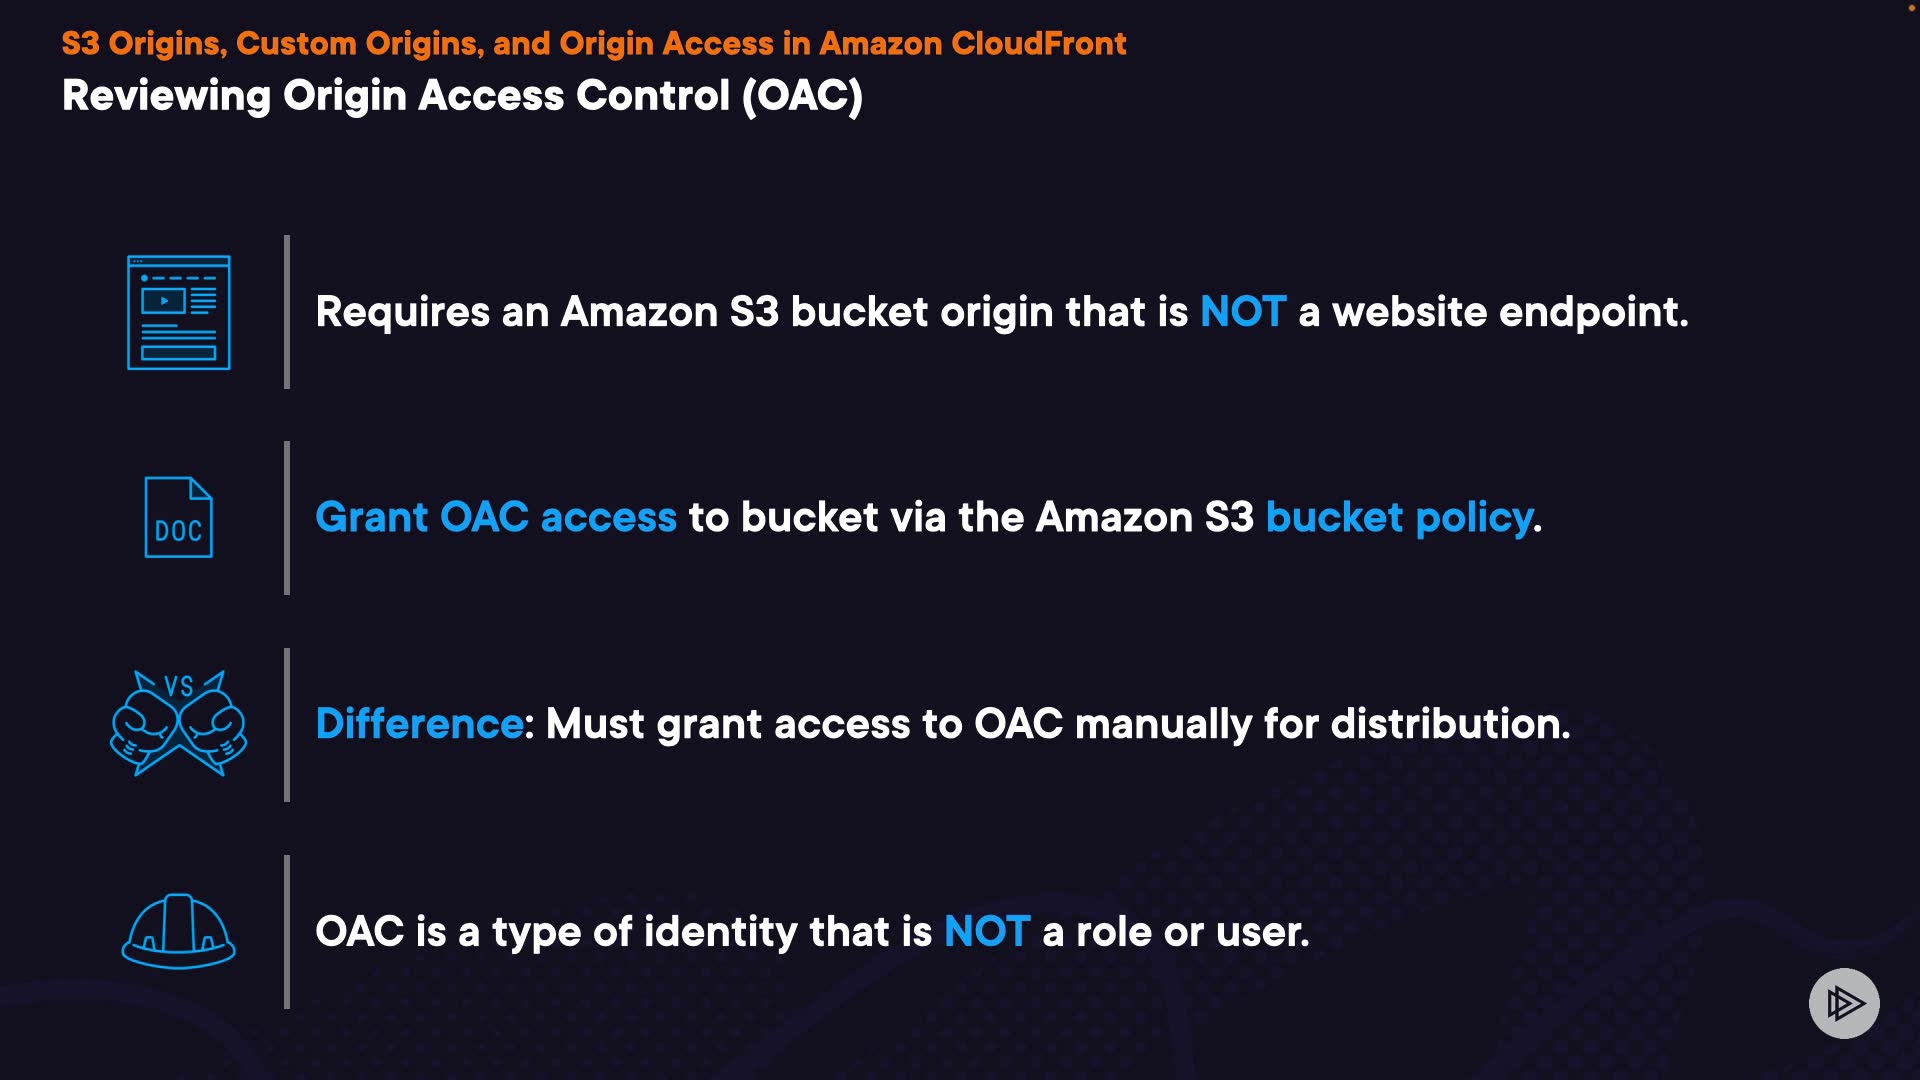 S3 Origins, Custom Origins, and Origin Access in Amazon CloudFront
Reviewing Origin Access Control (OAC)
Requires an Amazon S3 bucket origin that is NOT a website endpoint.
DOC
Grant OAC access to bucket via the Amazon S3 bucket policy.
VS
Difference: Must grant access to OAC manually for distribution.
OAC is a type of identity that is NOT a role or user.